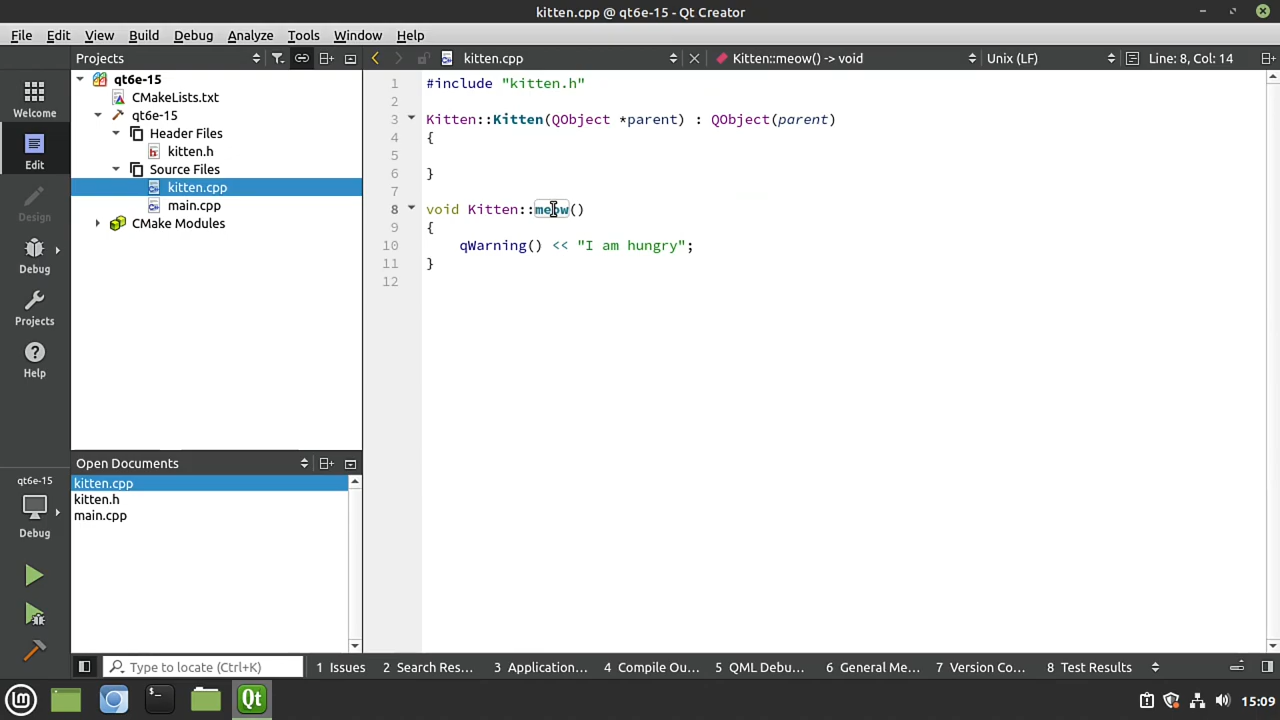 kitten.cpp @ qt6e-15 - Qt Creator
File Edit View Build Debug Analyze Tools Window Help
Projects kitten.cpp Kitten::meow() -> void Unix (LF) Line: 8, Col: 14
Welcome
Edit
Design
Debug
Projects
Help
qt6e-15
Debug
qt6e-15
CMakeLists.txt
qt6e-15
Header Files
kitten.h
Source Files
kitten.cpp
main.cpp
CMake Modules
Open Documents
kitten.cpp
kitten.h
main.cpp
1 #include "kitten.h"
2
3 Kitten::Kitten(QObject *parent) : QObject(parent)
4 {
5
6 }
7
8 void Kitten::meow()
9 {
10 qWarning() << "I am hungry";
11 }
12
Type to locate (Ctrl+K) 1 Issues 2 Search Res... 3 Application... 4 Compile Ou... 5 QML Debu... 6 General Me... 7 Version Co... 8 Test Results
Qt 15:09